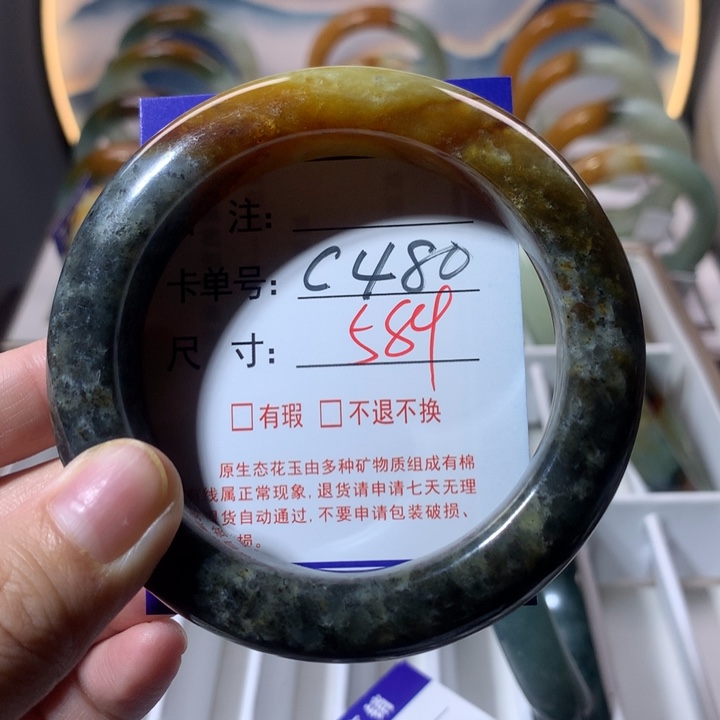 注:
卡单号: C480
尺 寸: 584
□有瑕 □不退不换
原生态花玉由多种矿物质组成有棉
线属正常现象, 退货请申请七天无理
货自动通过, 不要申请包装破损、
损。